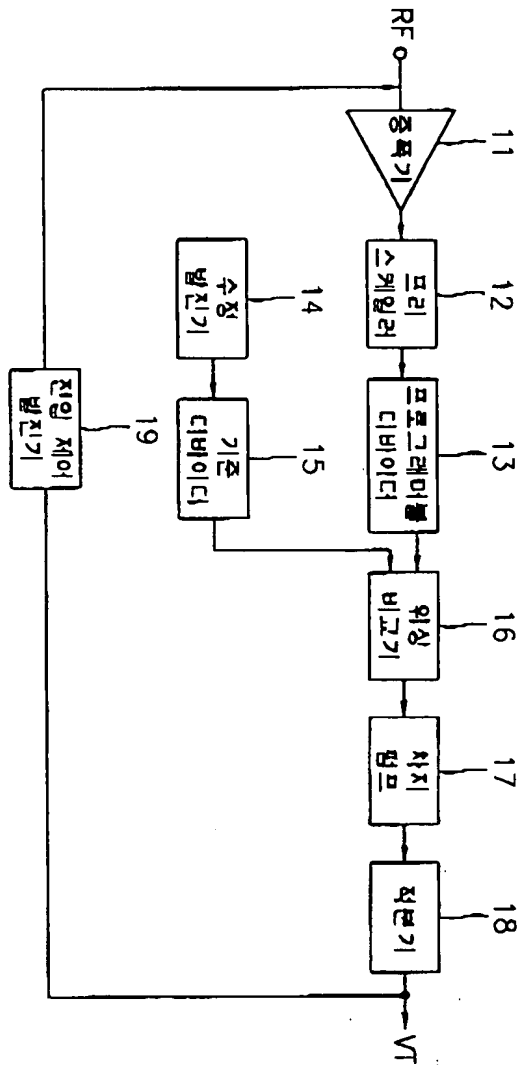 RF
11
증폭기
12
프리
스케일러
13
프로그래머블
디바이더
14
수정
발진기
15
기준
디바이더
16
위상
비교기
17
차지
펌프
18
적분기
VT
19
전압 제어
발진기